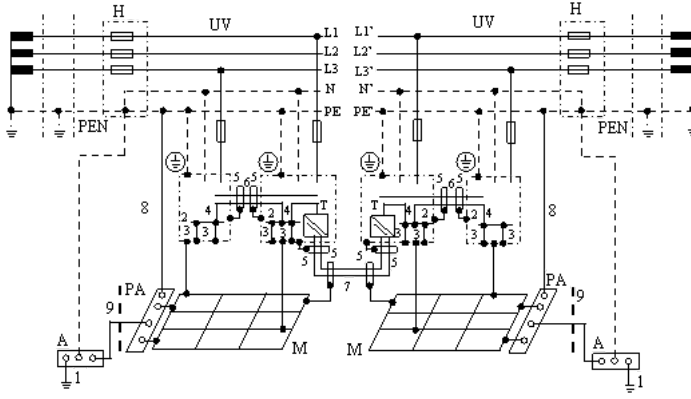 H UV L1 L1' UV H
L2 L2'
L3 L3'
N N'
PEN PE PE' PEN
5 6 5 5 5 6 5
8 2 4 2 4 T T 4 2 4 2 8
3 3 3 3 3 3 3 3
5 5 5 5
PA 7 PA
9 9
A M M A
1 1